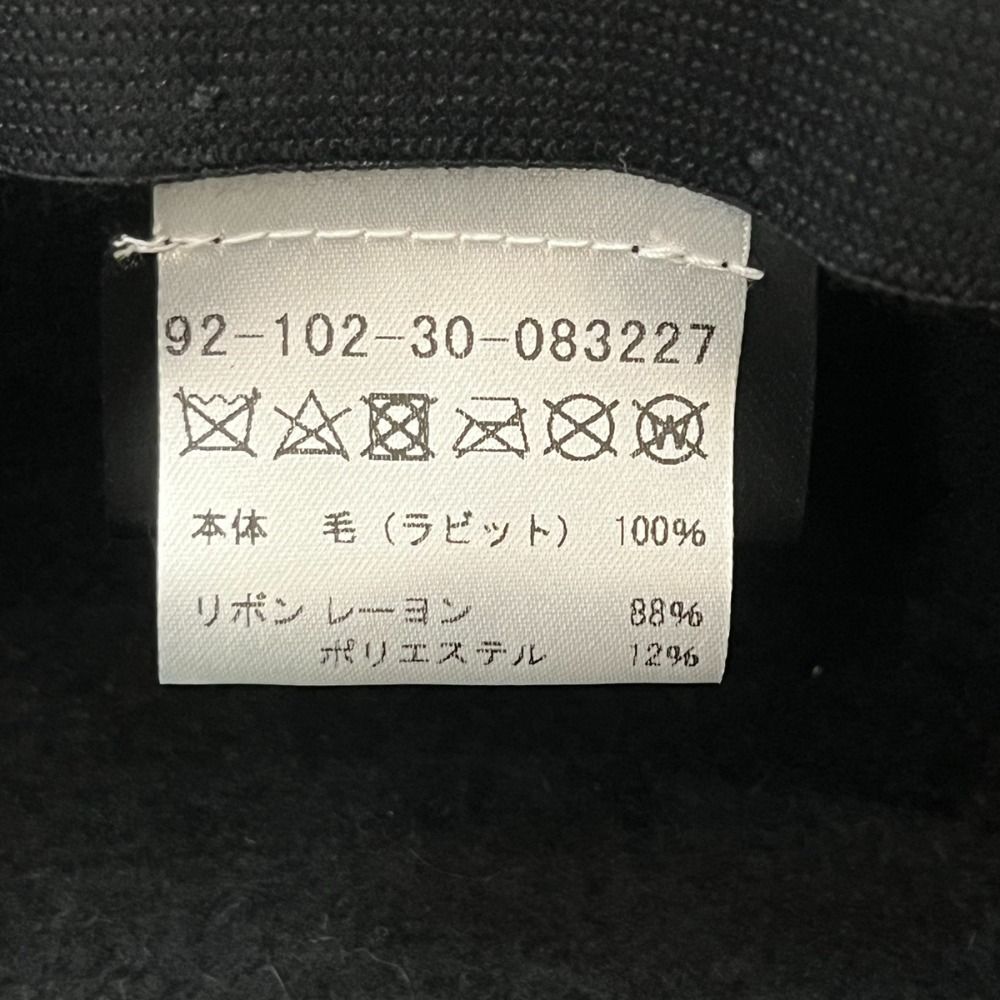 92-102-30-083227
W
本体 毛（ラビット） 100%
リボン レーヨン 88%
ポリエステル 12%